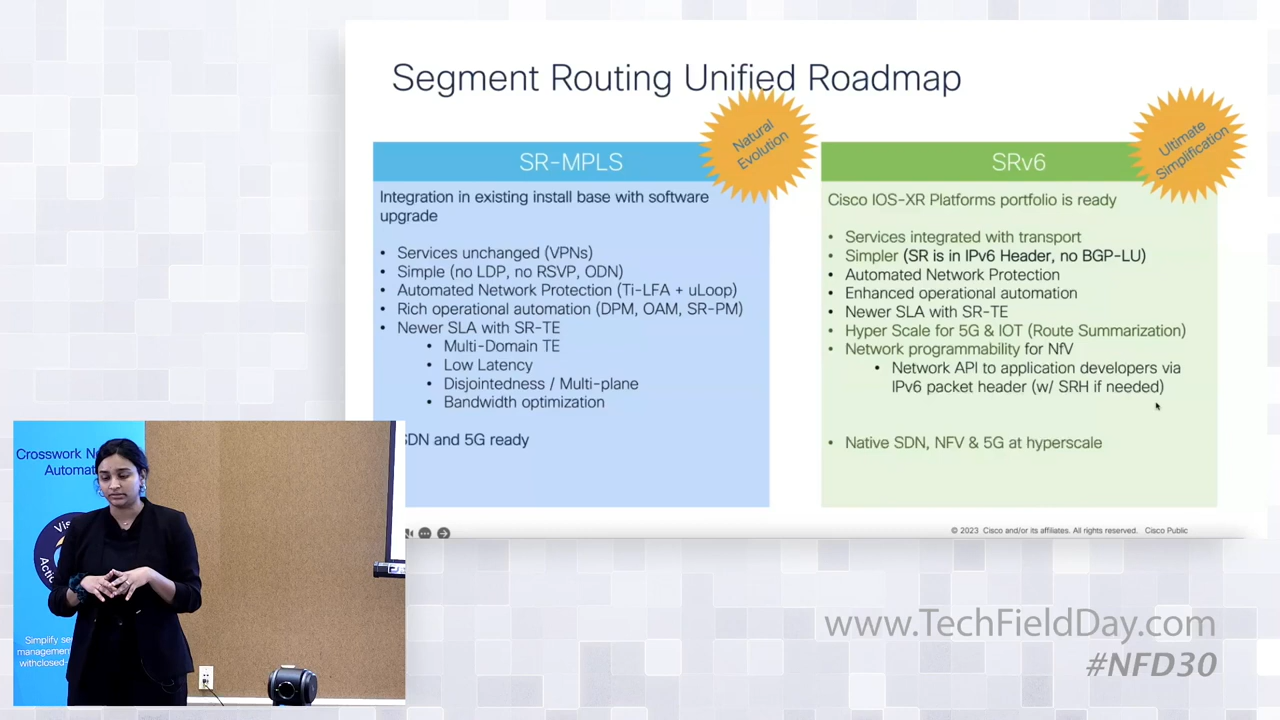 Segment Routing Unified Roadmap
Natural
Evolution
SR-MPLS
Integration in existing install base with software
upgrade
• Services unchanged (VPNs)
• Simple (no LDP, no RSVP, ODN)
• Automated Network Protection (Ti-LFA + uLoop)
• Rich operational automation (DPM, OAM, SR-PM)
• Newer SLA with SR-TE
• Multi-Domain TE
• Low Latency
• Disjointedness / Multi-plane
• Bandwidth optimization
SDN and 5G ready
Ultimate
Simplification
SRv6
Cisco IOS-XR Platforms portfolio is ready
• Services integrated with transport
• Simpler (SR is in IPv6 Header, no BGP-LU)
• Automated Network Protection
• Enhanced operational automation
• Newer SLA with SR-TE
• Hyper Scale for 5G & IOT (Route Summarization)
• Network programmability for NfV
• Network API to application developers via
IPv6 packet header (w/ SRH if needed)
• Native SDN, NFV & 5G at hyperscale
© 2023 Cisco and/or its affiliates. All rights reserved. Cisco Public
Crosswork Ne
Automat
Vis
Actio
Simplify se
management
withclosed-
www.TechFieldDay.com
#NFD30